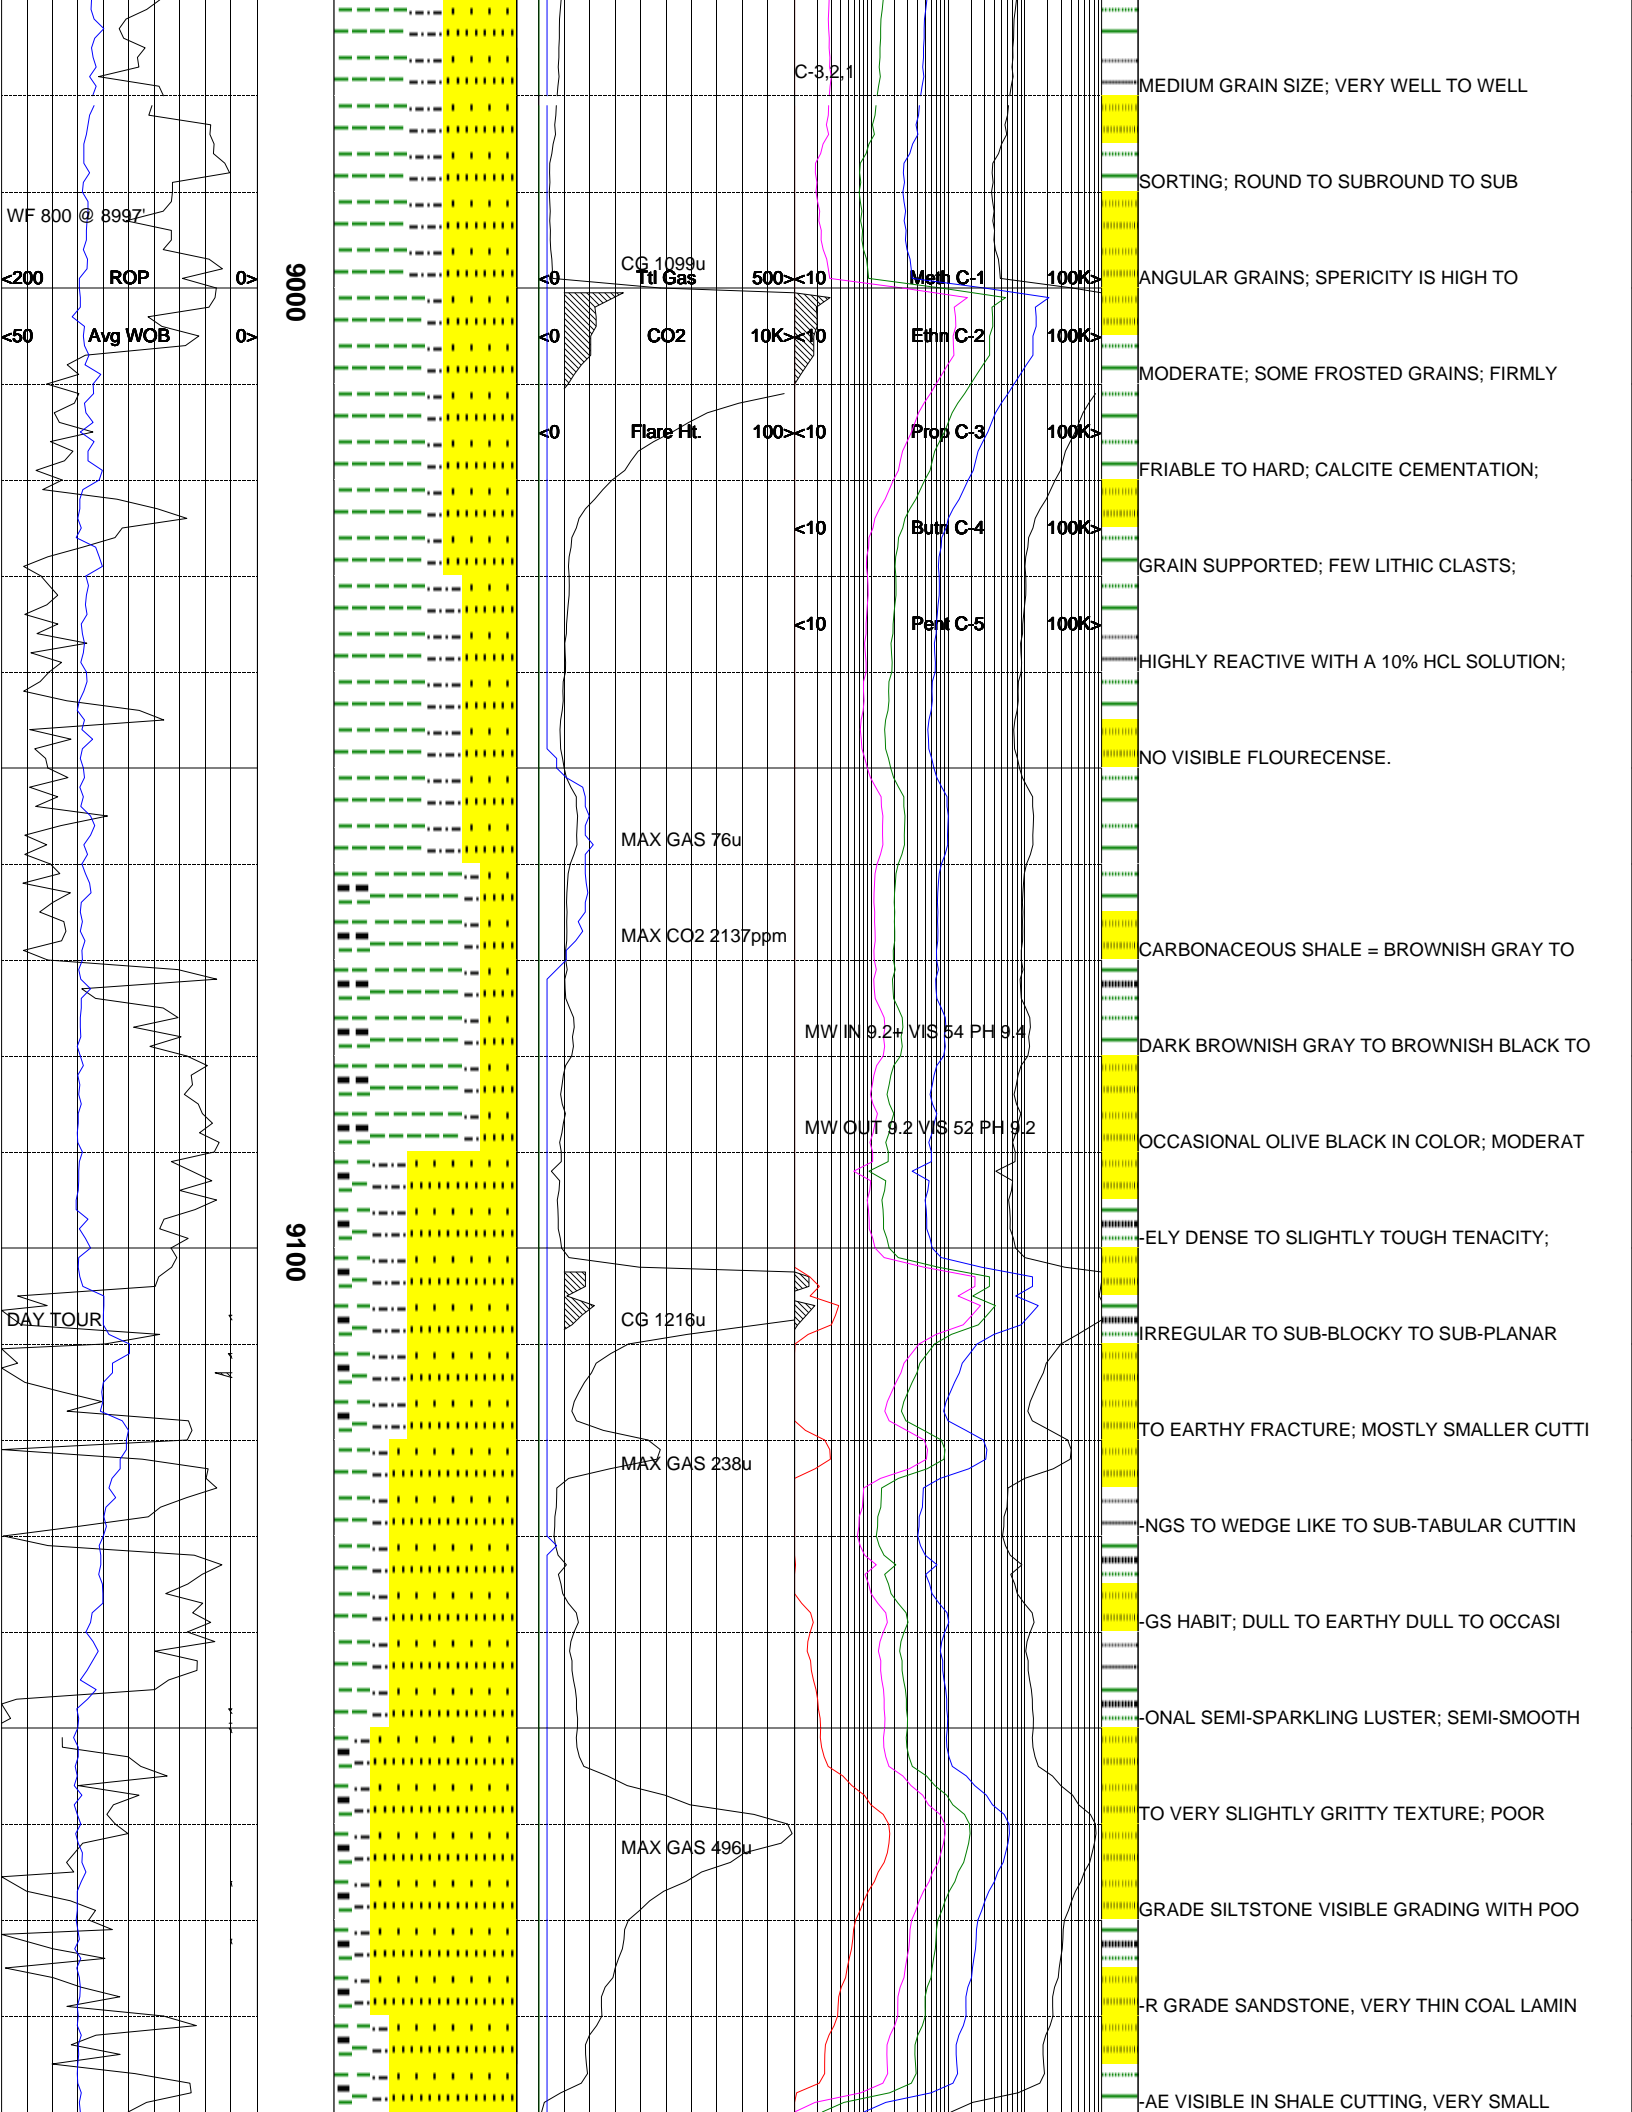 C-3,2,1
MEDIUM GRAIN SIZE; VERY WELL TO WELL
SORTING; ROUND TO SUBROUND TO SUB
WF 800 @ 8997'
CG 1099u
<200 ROP 0>
<0 Ttl Gas 500>
<10 Meth C-1 100K>
ANGULAR GRAINS; SPERICITY IS HIGH TO
9000
<50 Avg WOB 0>
<0 CO2 10K>
<10 Ethn C-2 100K>
MODERATE; SOME FROSTED GRAINS; FIRMLY
<0 Flare Ht. 100>
<10 Prop C-3 100K>
FRIABLE TO HARD; CALCITE CEMENTATION;
<10 Butn C-4 100K>
GRAIN SUPPORTED; FEW LITHIC CLASTS;
<10 Pent C-5 100K>
HIGHLY REACTIVE WITH A 10% HCL SOLUTION;
NO VISIBLE FLOURECENSE.
MAX GAS 76u
MAX CO2 2137ppm
CARBONACEOUS SHALE = BROWNISH GRAY TO
MW IN 9.2+ VIS 54 PH 9.4
DARK BROWNISH GRAY TO BROWNISH BLACK TO
MW OUT 9.2 VIS 52 PH 9.2
OCCASIONAL OLIVE BLACK IN COLOR; MODERAT
-ELY DENSE TO SLIGHTLY TOUGH TENACITY;
9100
DAY TOUR
CG 1216u
IRREGULAR TO SUB-BLOCKY TO SUB-PLANAR
TO EARTHY FRACTURE; MOSTLY SMALLER CUTTI
MAX GAS 238u
-NGS TO WEDGE LIKE TO SUB-TABULAR CUTTIN
-GS HABIT; DULL TO EARTHY DULL TO OCCASI
-ONAL SEMI-SPARKLING LUSTER; SEMI-SMOOTH
TO VERY SLIGHTLY GRITTY TEXTURE; POOR
MAX GAS 496u
GRADE SILTSTONE VISIBLE GRADING WITH POO
-R GRADE SANDSTONE, VERY THIN COAL LAMIN
-AE VISIBLE IN SHALE CUTTING, VERY SMALL